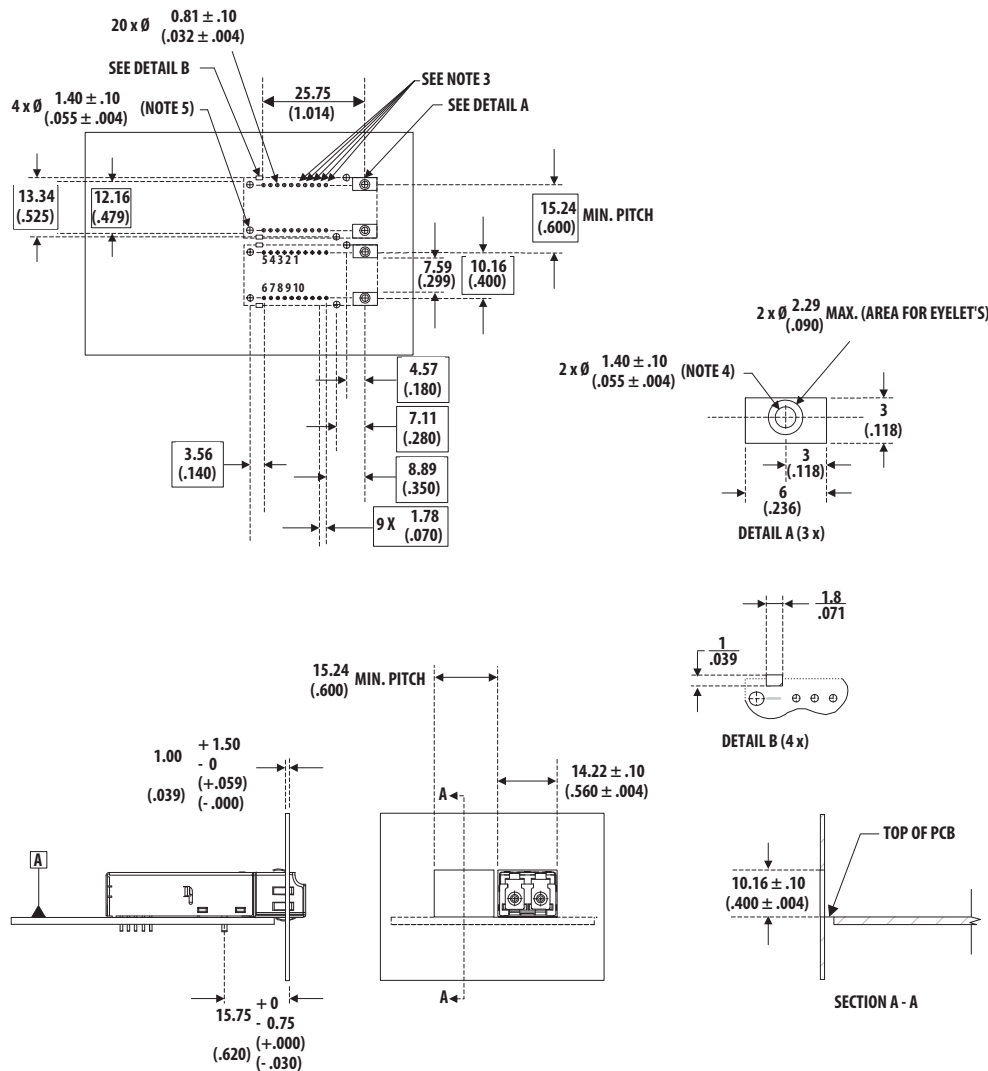 20 x Ø 0.81 ± .10
(.032 ± .004)
SEE DETAIL B
4 x Ø 1.40 ± .10 (NOTE 5)
(.055 ± .004)
25.75
(1.014)
SEE NOTE 3
SEE DETAIL A
13.34
(.525)
12.16
(.479)
15.24 MIN. PITCH
(.600)
5 4 3 2 1
7.59
(.299)
10.16
(.400)
6 7 8 9 10
4.57
(.180)
7.11
(.280)
3.56
(.140)
8.89
(.350)
9 X 1.78
(.070)
2 x Ø 2.29 MAX. (AREA FOR EYELET'S)
(.090)
2 x Ø 1.40 ± .10 (NOTE 4)
(.055 ± .004)
3
(.118)
3
(.118)
6
(.236)
DETAIL A (3 x)
1.8
.071
1
.039
DETAIL B (4 x)
15.24 MIN. PITCH
(.600)
1.00 + 1.50
- 0
(.039) (+.059)
(- .000)
14.22 ± .10
(.560 ± .004)
A
A
TOP OF PCB
10.16 ± .10
(.400 ± .004)
A
SECTION A - A
15.75 + 0
- 0.75
(.620) (+.000)
(- .030)